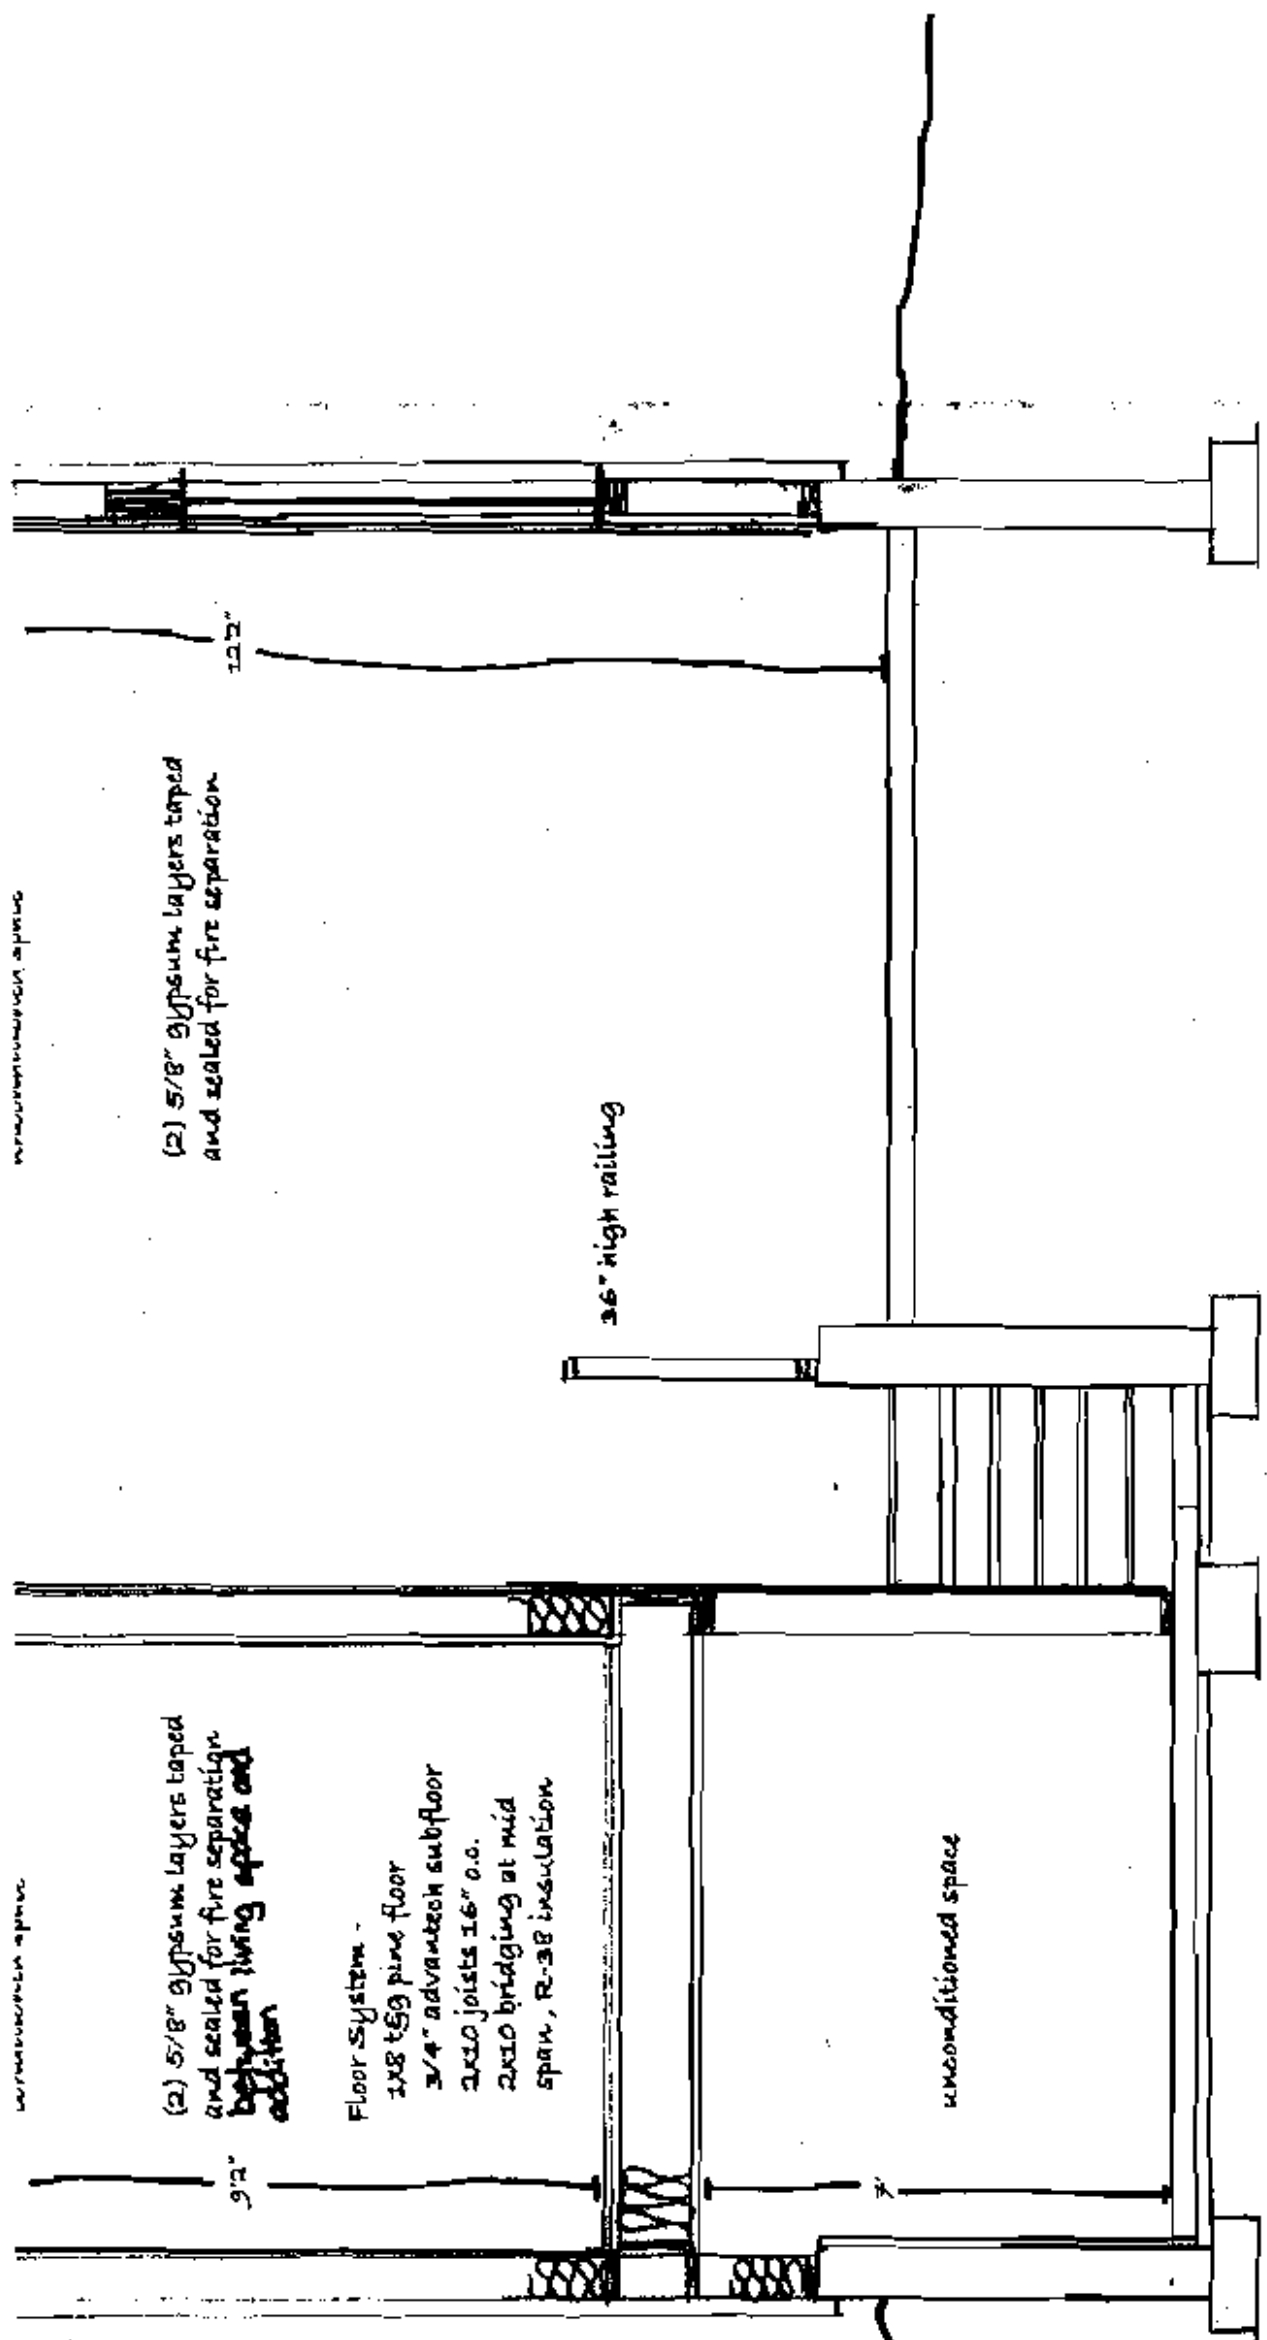 (2) 5/8" gypsum layers taped
and sealed for fire separation
between living space and
addition
Floor System -
1x8 t&g pine floor
3/4" advantech subfloor
2x10 joists 16" o.c.
2x10 bridging at mid
span, R-38 insulation
9'2"
unconditioned space
7'
(2) 5/8" gypsum layers taped
and sealed for fire separation
36" high railing
12'2"